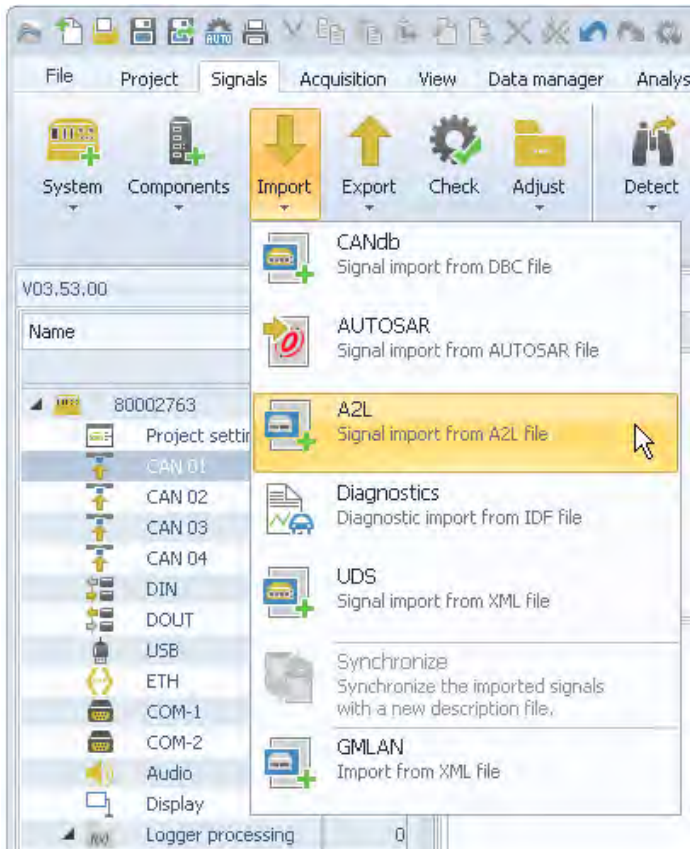 AUTO
File Project Signals Acquisition View Data manager Analys
System Components Import Export Check Adjust Detect
CANdb
Signal import from DBC file
AUTOSAR
Signal import from AUTOSAR file
A2L
Signal import from A2L file
Diagnostics
Diagnostic import from IDF file
UDS
Signal import from XML file
Synchronize
Synchronize the imported signals
with a new description file.
GMLAN
Import from XML file
V03.53.00
Name
80002763
Project settin
CAN 01
CAN 02
CAN 03
CAN 04
DIN
DOUT
USB
ETH
COM-1
COM-2
Audio
Display
f(x) Logger processing 0